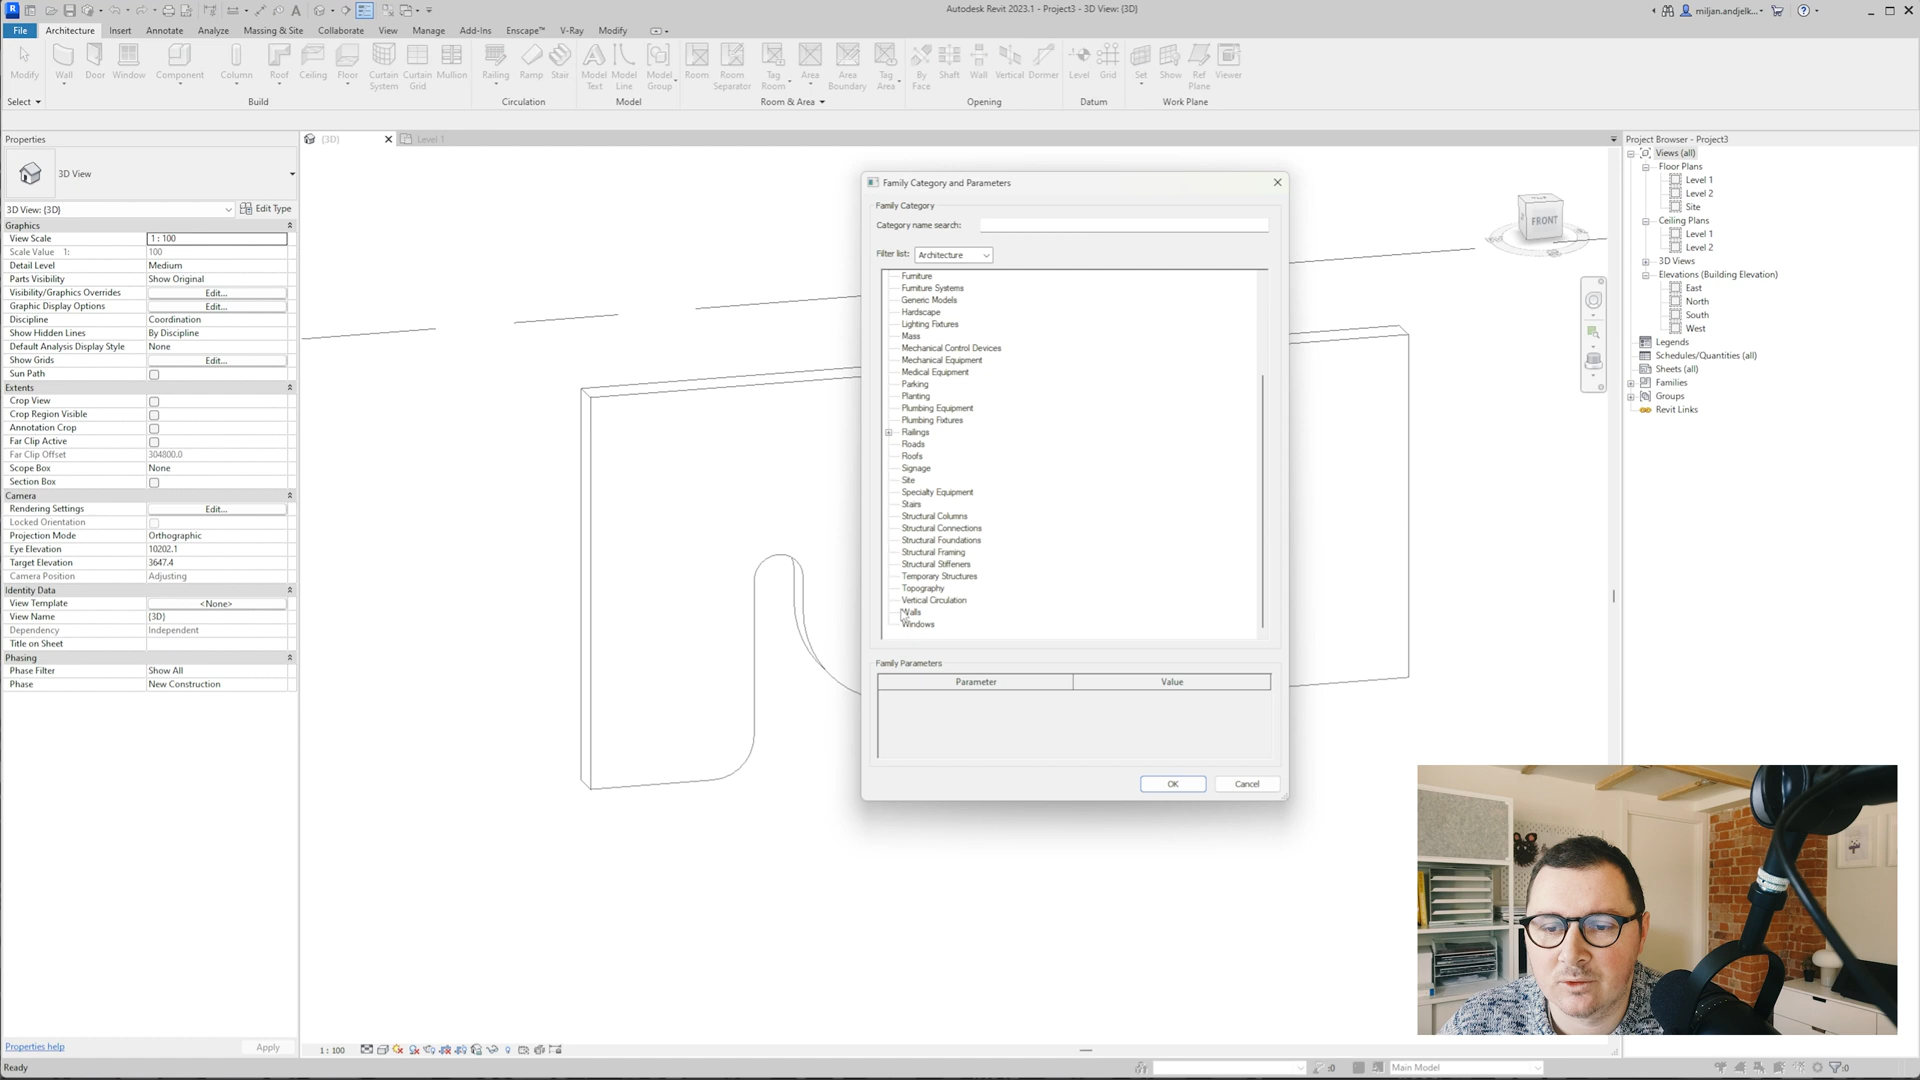 Autodesk Revit 2023.1 - Project3 - 3D View: {3D}
miljan.andjelk...
File Architecture Insert Annotate Analyze Massing & Site Collaborate View Manage Add-Ins Enscape™ V-Ray Modify
Modify Wall Door Window Component Column Roof Ceiling Floor Curtain System Curtain Grid Mullion Railing Ramp Stair Model Text Model Line Model Group Room Room Separator Tag Room Area Area Boundary Tag Area By Face Shaft Wall Vertical Dormer Level Grid Set Show Ref Plane Viewer
Select Build Circulation Model Room & Area Opening Datum Work Plane
Properties
3D View
3D View: {3D} Edit Type
Graphics
View Scale 1 : 100
Scale Value 1: 100
Detail Level Medium
Parts Visibility Show Original
Visibility/Graphics Overrides Edit...
Graphic Display Options Edit...
Discipline Coordination
Show Hidden Lines By Discipline
Default Analysis Display Style None
Show Grids Edit...
Sun Path
Extents
Crop View
Crop Region Visible
Annotation Crop
Far Clip Active
Far Clip Offset 304800.0
Scope Box None
Section Box
Camera
Rendering Settings Edit...
Locked Orientation
Projection Mode Orthographic
Eye Elevation 10202.1
Target Elevation 3647.4
Camera Position Adjusting
Identity Data
View Template <None>
View Name {3D}
Dependency Independent
Title on Sheet
Phasing
Phase Filter Show All
Phase New Construction
Properties help Apply
{3D} Level 1
FRONT
Family Category and Parameters
Family Category
Category name search:
Filter list: Architecture
Furniture
Furniture Systems
Generic Models
Hardscape
Lighting Fixtures
Mass
Mechanical Control Devices
Mechanical Equipment
Medical Equipment
Parking
Planting
Plumbing Equipment
Plumbing Fixtures
Railings
Roads
Roofs
Signage
Site
Specialty Equipment
Stairs
Structural Columns
Structural Connections
Structural Foundations
Structural Framing
Structural Stiffeners
Temporary Structures
Topography
Vertical Circulation
Walls
Windows
Family Parameters
Parameter Value
OK Cancel
Project Browser - Project3
Views (all)
Floor Plans
Level 1
Level 2
Site
Ceiling Plans
Level 1
Level 2
3D Views
Elevations (Building Elevation)
East
North
South
West
Legends
Schedules/Quantities (all)
Sheets (all)
Families
Groups
Revit Links
1 : 100
Ready
:0 Main Model :0